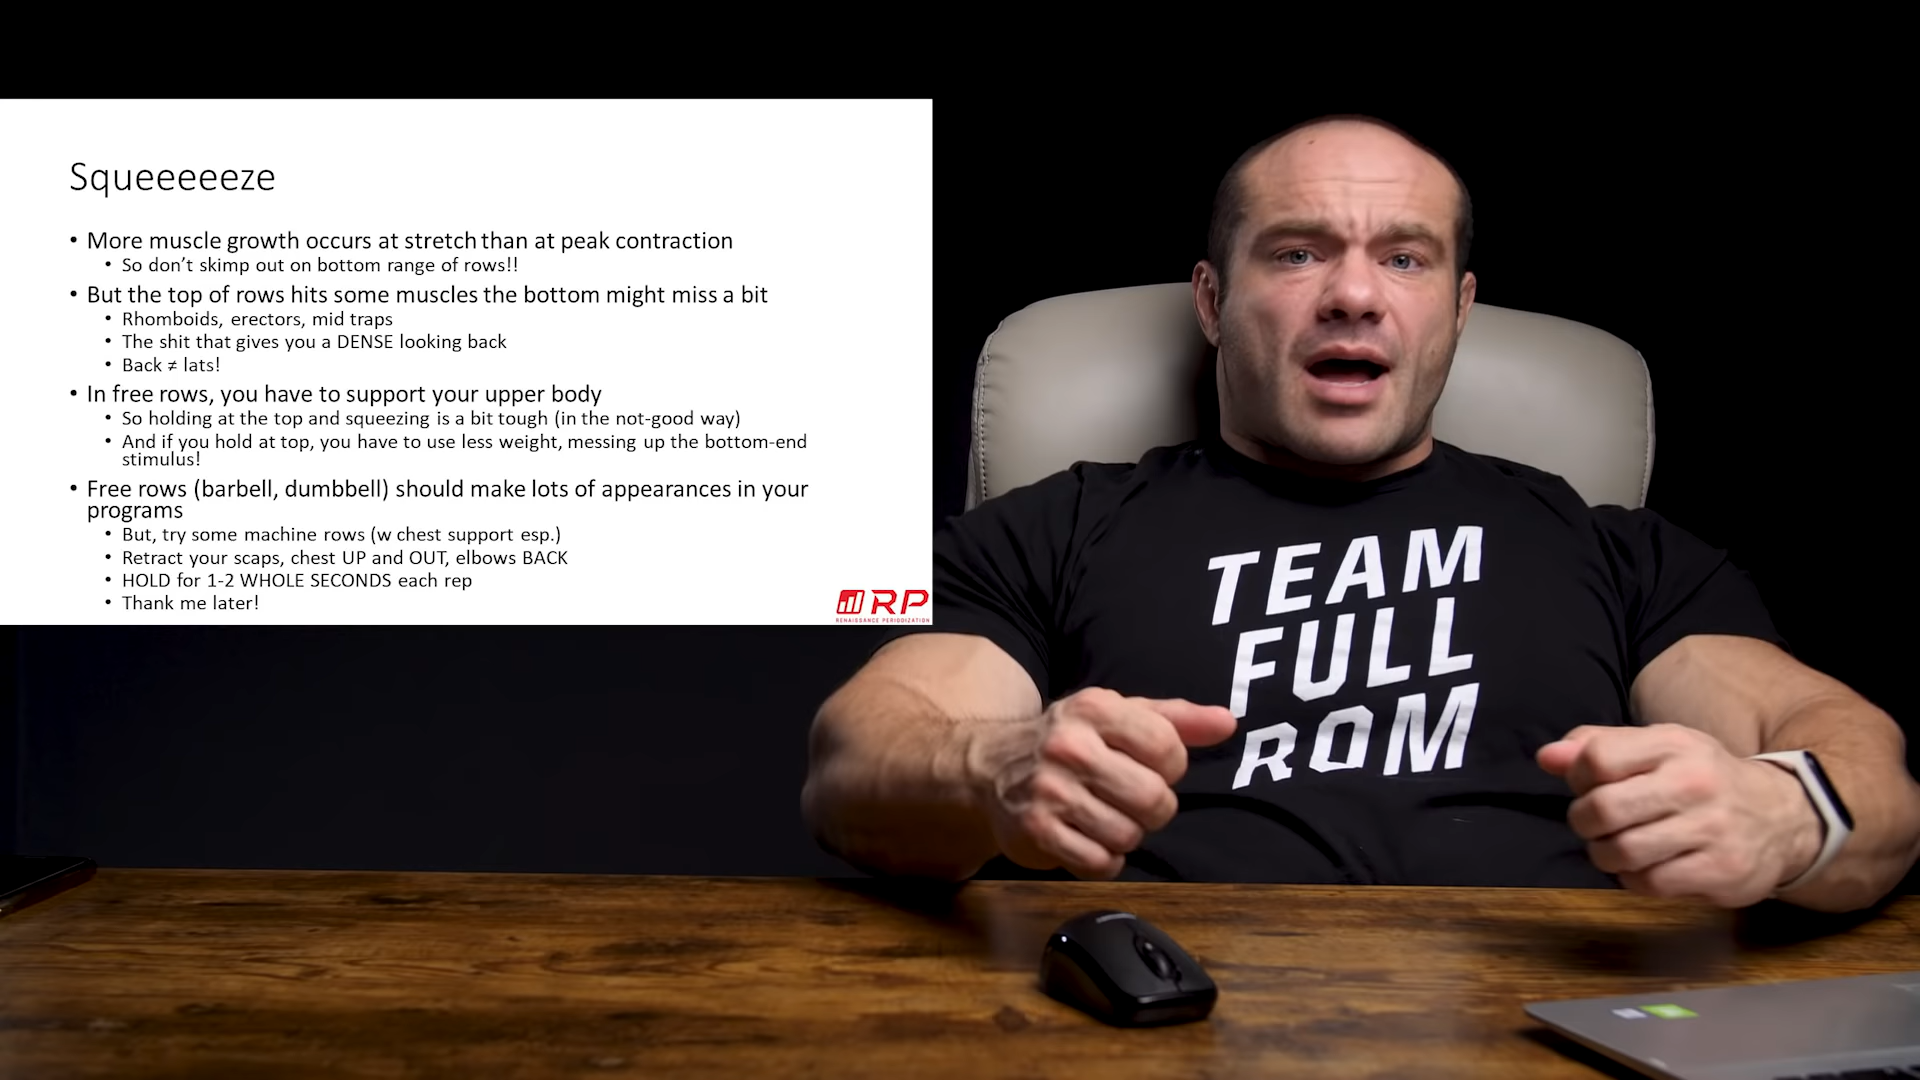 Squeeeeeze
• More muscle growth occurs at stretch than at peak contraction
• So don't skimp out on bottom range of rows!!
• But the top of rows hits some muscles the bottom might miss a bit
• Rhomboids, erectors, mid traps
• The shit that gives you a DENSE looking back
• Back ≠ lats!
• In free rows, you have to support your upper body
• So holding at the top and squeezing is a bit tough (in the not-good way)
• And if you hold at top, you have to use less weight, messing up the bottom-end
stimulus!
• Free rows (barbell, dumbbell) should make lots of appearances in your
programs
• But, try some machine rows (w chest support esp.)
• Retract your scaps, chest UP and OUT, elbows BACK
• HOLD for 1-2 WHOLE SECONDS each rep
• Thank me later!
RP
RENAISSANCE PERIODIZATION
TEAM
FULL
ROM